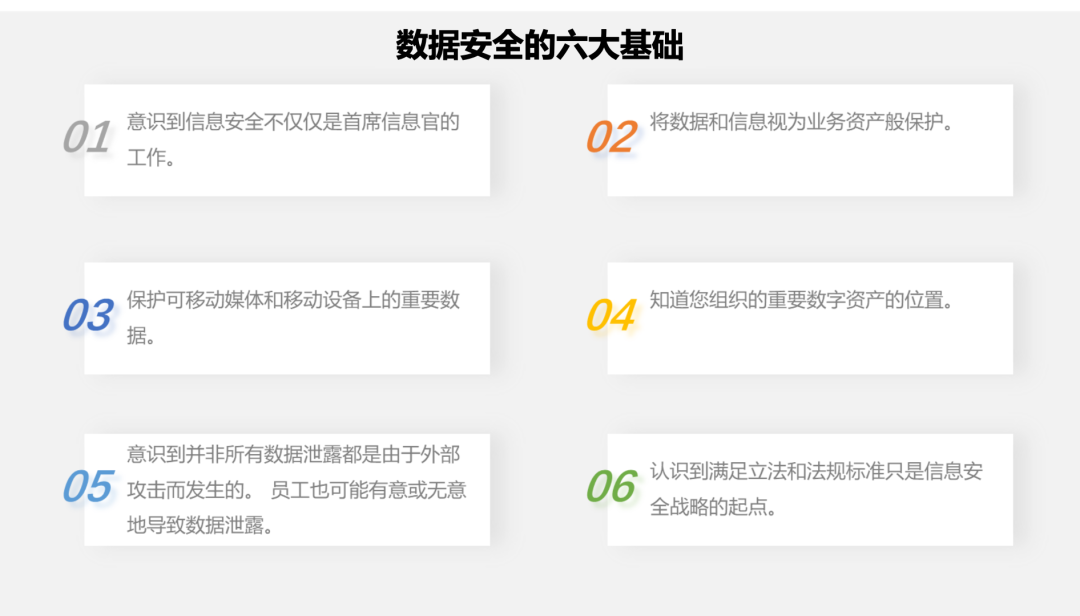 数据安全的六大基础
01
意识到信息安全不仅仅是首席信息官的
工作。
02
将数据和信息视为业务资产般保护。
03
保护可移动媒体和移动设备上的重要数
据。
04
知道您组织的重要数字资产的位置。
05
意识到并非所有数据泄露都是由于外部
攻击而发生的。 员工也可能有意或无意
地导致数据泄露。
06
认识到满足立法和法规标准只是信息安
全战略的起点。